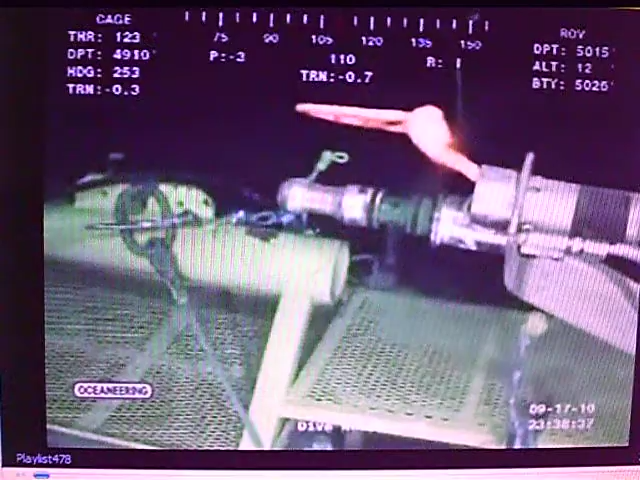 CAGE
THR: 123
DPT: 4910'
HDG: 253
TRN:-0.3
75 90 105 120 135 150
P:-3
110
R:
TRN:-0.7
ROV
DPT: 5015'
ALT: 12
BTY: 5026'
OCEANEERING
09-17-10
23:38:37
Dive
Playlist478